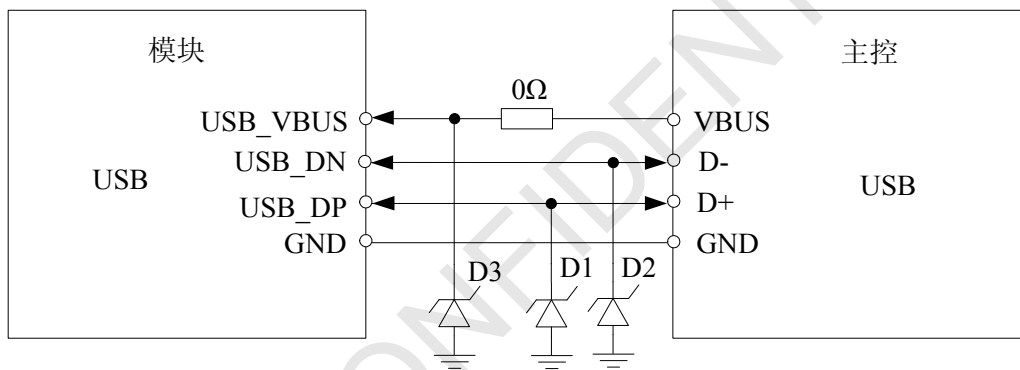 模块
主控
0Ω
USB_VBUS
VBUS
USB_DN
D-
USB
USB
USB_DP
D+
GND
GND
D3
D1
D2